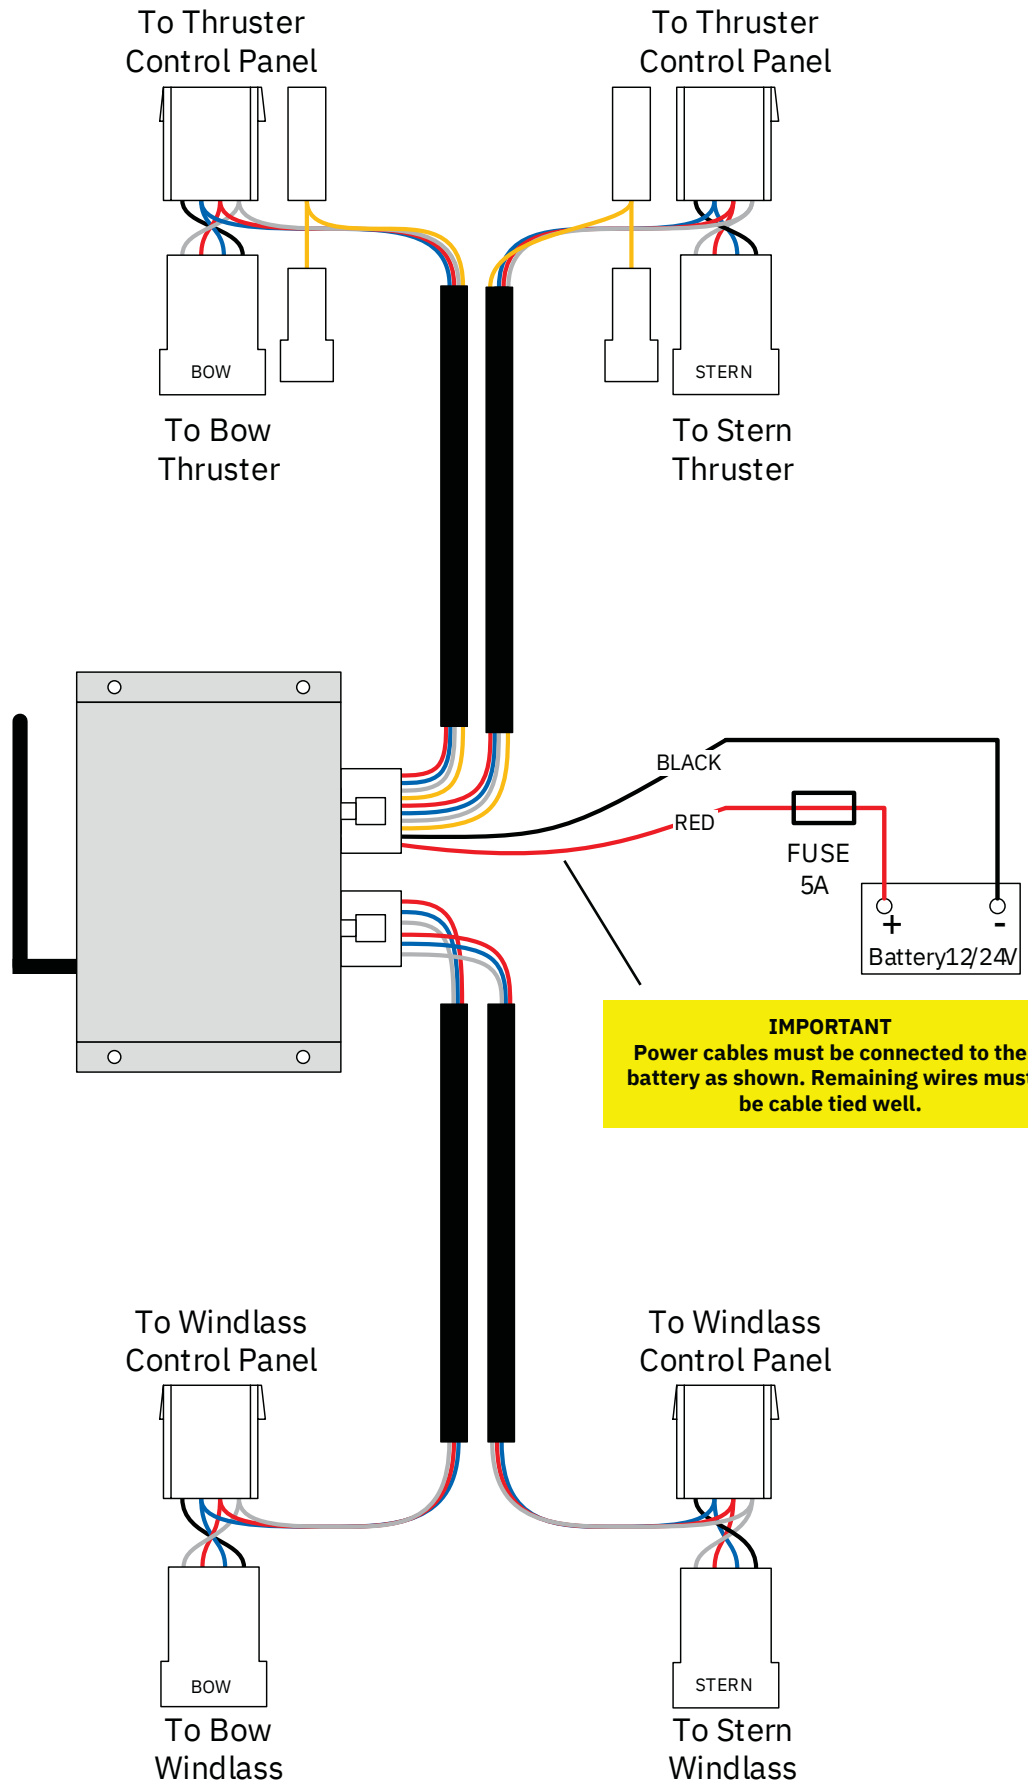 To Thruster
Control Panel
To Thruster
Control Panel
BOW
STERN
To Bow
Thruster
To Stern
Thruster
BLACK
RED
FUSE
5A
+
-
Battery12/24V
IMPORTANT
Power cables must be connected to the
battery as shown. Remaining wires must
be cable tied well.
To Windlass
Control Panel
To Windlass
Control Panel
BOW
STERN
To Bow
Windlass
To Stern
Windlass